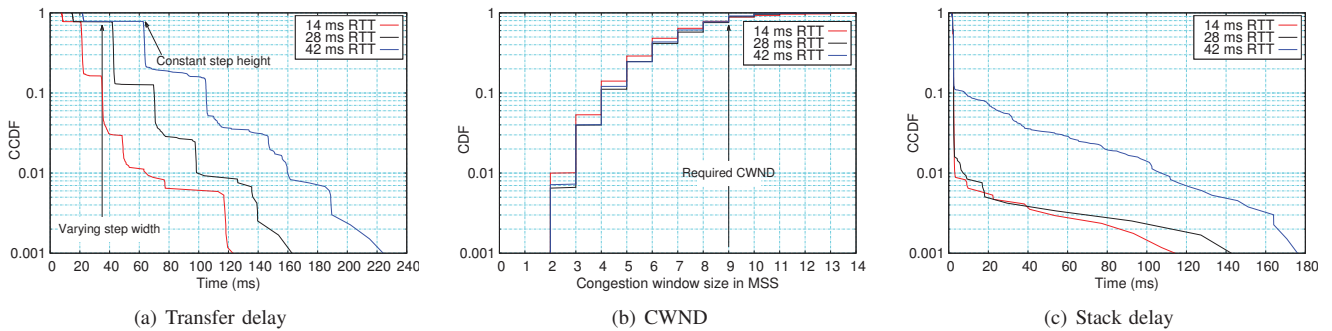 1
0.1
0.01
0.001
CCDF
0 20 40 60 80 100 120 140 160 180 200 220 240
Time (ms)
14 ms RTT
28 ms RTT
42 ms RTT
Constant step height
Varying step width
(a) Transfer delay
1
0.1
0.01
0.001
CDF
0 1 2 3 4 5 6 7 8 9 10 11 12 13 14
Congestion window size in MSS
14 ms RTT
28 ms RTT
42 ms RTT
Required CWND
(b) CWND
1
0.1
0.01
0.001
CCDF
0 20 40 60 80 100 120 140 160 180
Time (ms)
14 ms RTT
28 ms RTT
42 ms RTT
(c) Stack delay